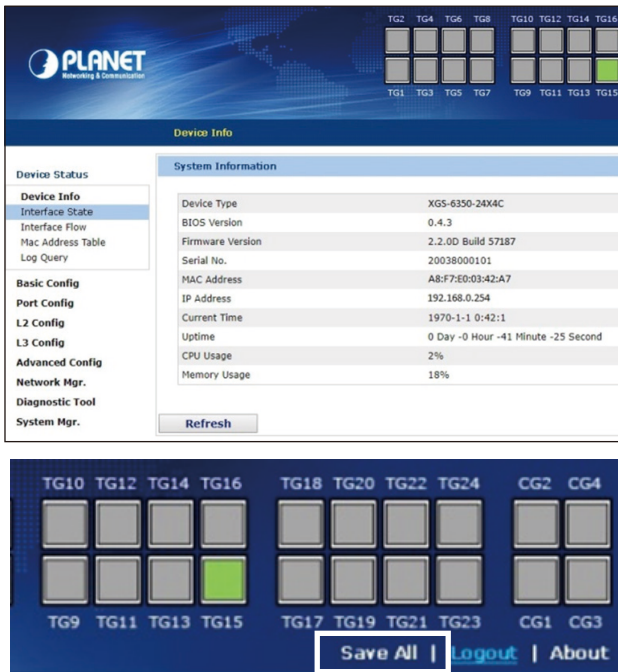 TG2 TG4 TG6 TG8 TG10 TG12 TG14 TG16
PLANET
Networking & Communication
TG1 TG3 TG5 TG7 TG9 TG11 TG13 TG15
Device Info
Device Status
Device Info
Interface State
Interface Flow
Mac Address Table
Log Query
Basic Config
Port Config
L2 Config
L3 Config
Advanced Config
Network Mgr.
Diagnostic Tool
System Mgr.
System Information
Device Type XGS-6350-24X4C
BIOS Version 0.4.3
Firmware Version 2.2.0D Build 57187
Serial No. 20038000101
MAC Address A8:F7:E0:03:42:A7
IP Address 192.168.0.254
Current Time 1970-1-1 0:42:1
Uptime 0 Day -0 Hour -41 Minute -25 Second
CPU Usage 2%
Memory Usage 18%
Refresh
TG10 TG12 TG14 TG16 TG18 TG20 TG22 TG24 CG2 CG4
TG9 TG11 TG13 TG15 TG17 TG19 TG21 TG23 CG1 CG3
Save All | Logout | About